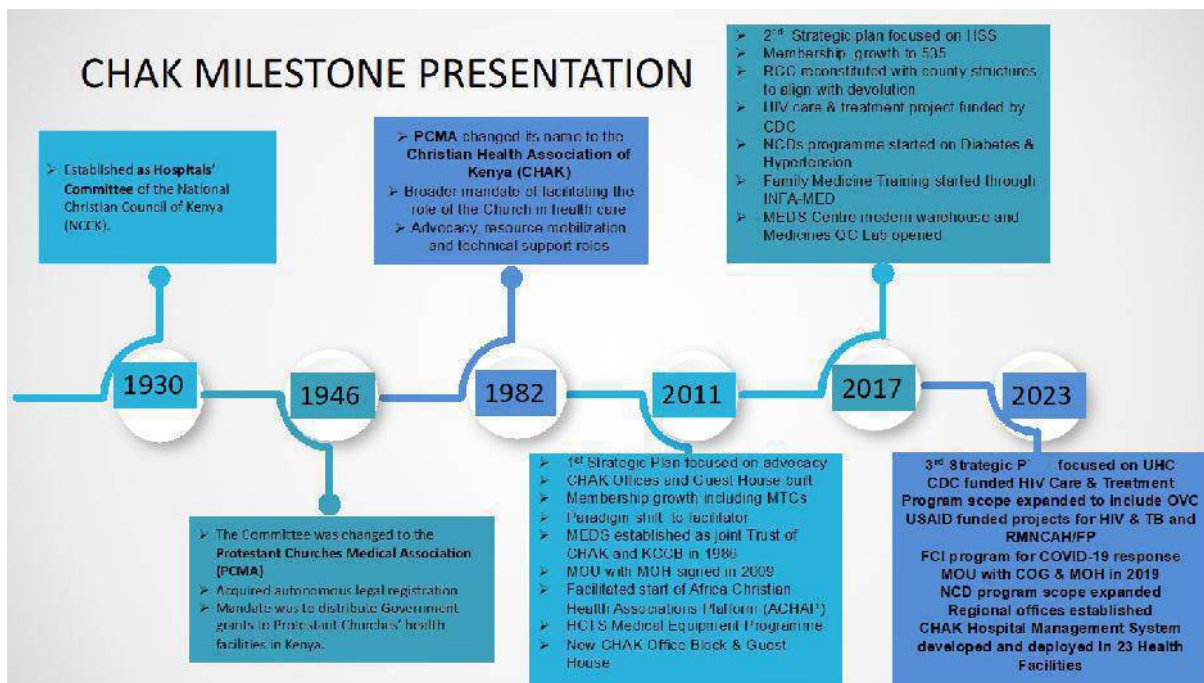 CHAK MILESTONE PRESENTATION
➢ Established as Hospitals'
Committee of the National
Christian Council of Kenya
(NCCK).
➢ PCMA changed its name to the
Christian Health Association of
Kenya (CHAK)
➢ Broader mandate of facilitating the
role of the Church in health care
➢ Advocacy, resource mobilization
and technical support roles
➢ 2nd Strategic plan focused on HSS
➢ Membership growth to 535
➢ RCC reconstituted with county structures
to align with devolution
➢ HIV care & treatment project funded by
CDC
➢ NCDs programme started on Diabetes &
Hypertension
➢ Family Medicine Training started through
INFA-MED
➢ MEDS Centre modern warehouse and
Medicines QC Lab opened
1930
1946
1982
2011
2017
2023
➢ The Committee was changed to the
Protestant Churches Medical Association
(PCMA)
➢ Acquired autonomous legal registration
➢ Mandate was to distribute Government
grants to Protestant Churches' health
facilities in Kenya.
➢ 1st Strategic Plan focused on advocacy
➢ CHAK Offices and Guest House built
➢ Membership growth including MTCs
➢ Paradigm shift to facilitator
➢ MEDS established as joint Trust of
CHAK and KCCB in 1986
➢ MOU with MOH signed in 2009
➢ Facilitated start of Africa Christian
Health Associations Platform (ACHAP)
➢ HCTS Medical Equipment Programme
➢ New CHAK Office Block & Guest
House
3rd Strategic focused on UHC
CDC funded HIV Care & Treatment
Program scope expanded to include OVC
USAID funded projects for HIV & TB and
RMNCAH/FP
FCI program for COVID-19 response
MOU with COG & MOH in 2019
NCD program scope expanded
Regional offices established
CHAK Hospital Management System
developed and deployed in 23 Health
Facilities